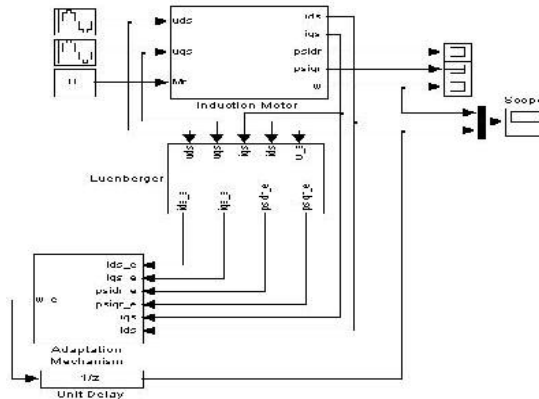 uds
uqs
Mr
ids
iqs
psidr
psiqr
w
Induction Motor
Scope
uds
uqs
iqs
ids
Luenberger
ids_e
iqs_e
psidr_e
psiqr_e
w_e
ids_e
iqs_e
psidr_e
psiqr_e
iqs
ids
Adaptation
Mechanism
1/z
Unit Delay